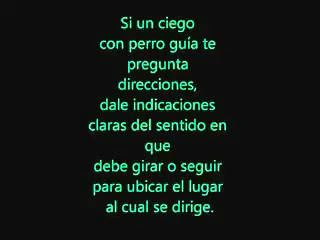 Si un ciego
con perro guía te
pregunta
direcciones,
dale indicaciones
claras del sentido en
que
debe girar o seguir
para ubicar el lugar
al cual se dirige.